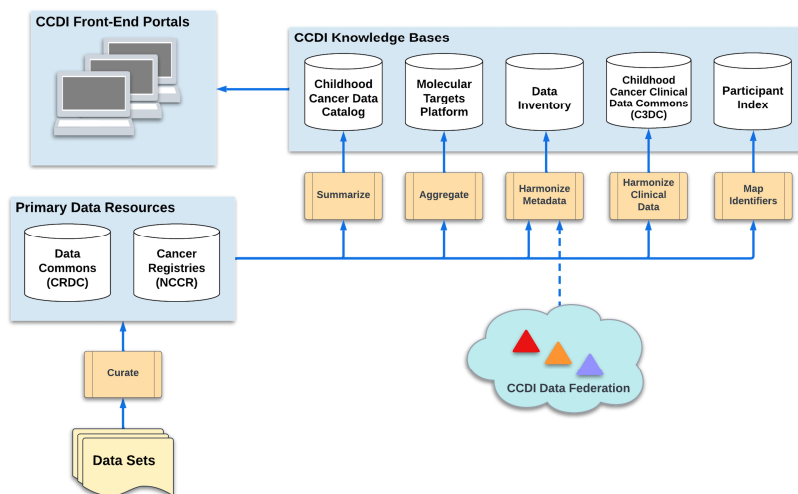 CCDI Front-End Portals
CCDI Knowledge Bases
Childhood
Cancer Data
Catalog
Molecular
Targets
Platform
Data
Inventory
Childhood
Cancer Clinical
Data Commons
(C3DC)
Participant
Index
Summarize
Aggregate
Harmonize
Metadata
Harmonize
Clinical
Data
Map
Identifiers
Primary Data Resources
Data
Commons
(CRDC)
Cancer
Registries
(NCCR)
CCDI Data Federation
Curate
Data Sets